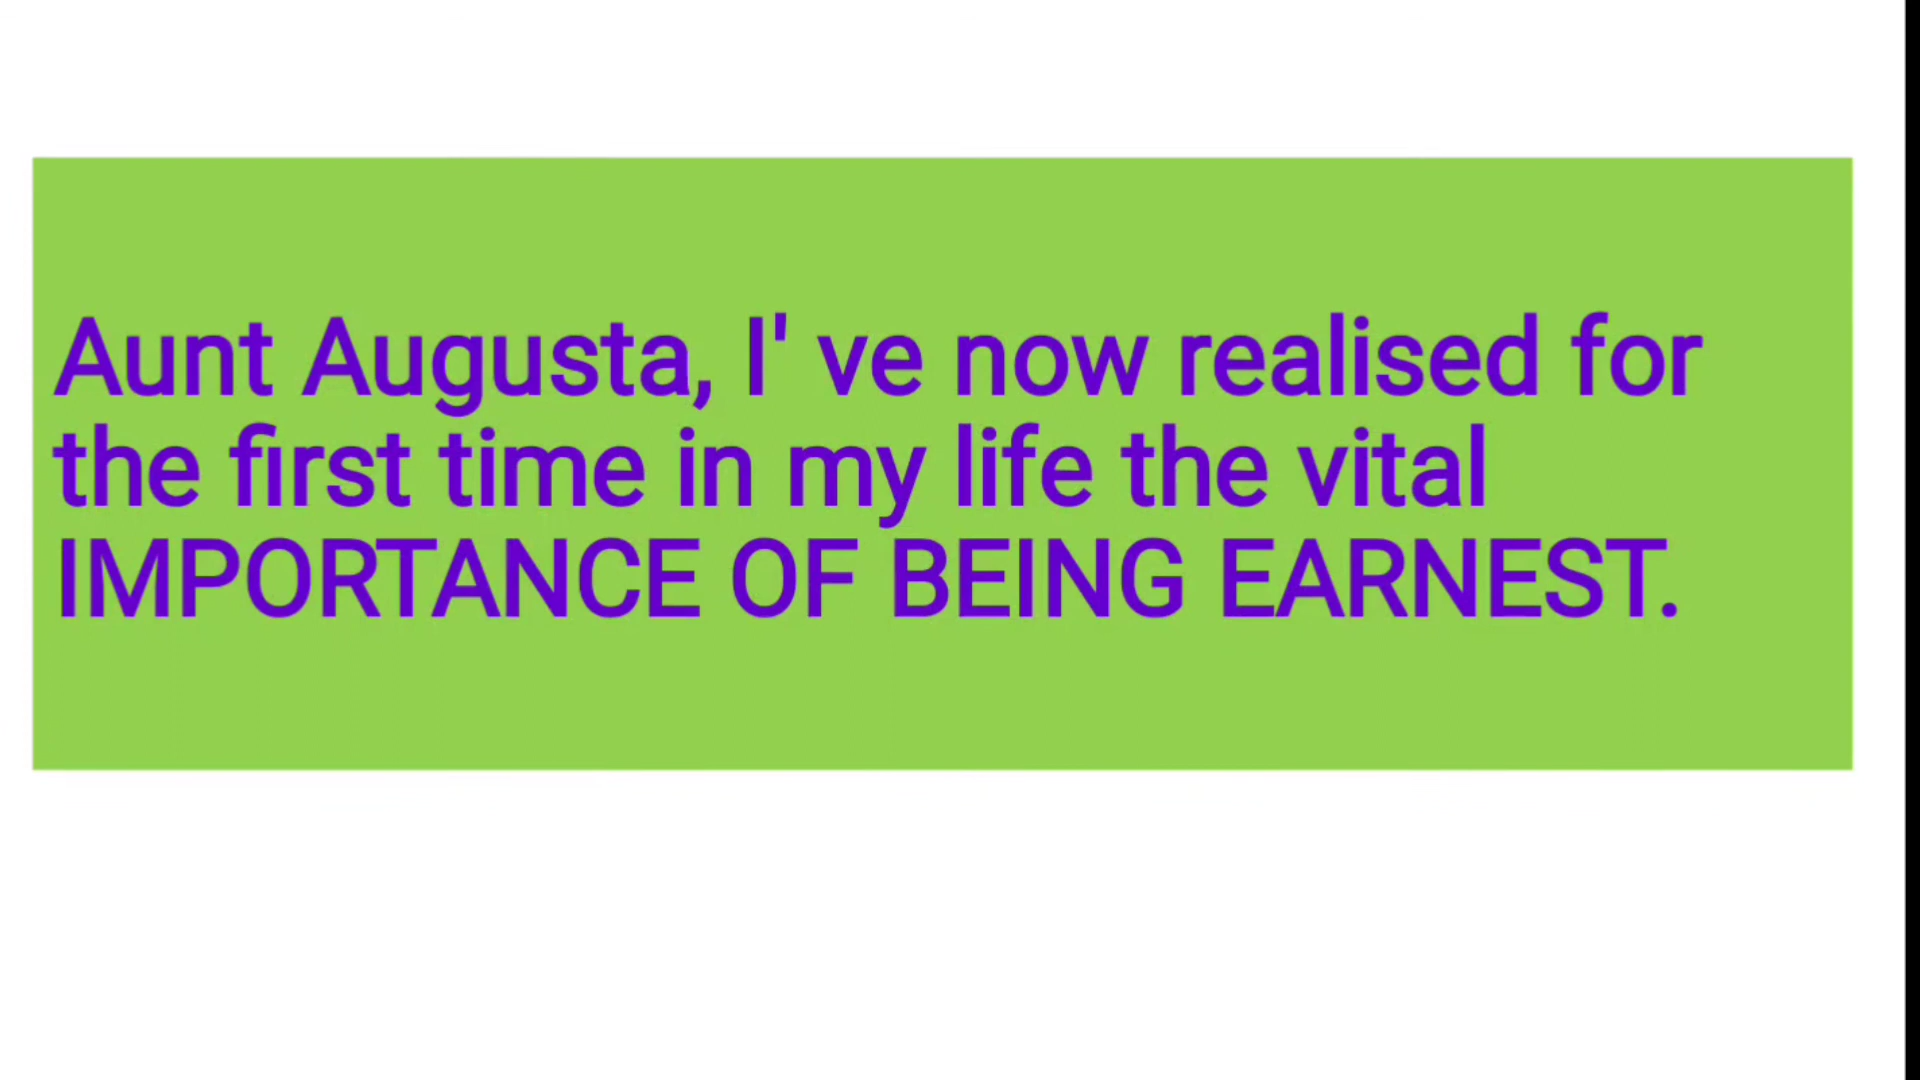 Aunt Augusta, I' ve now realised for
the first time in my life the vital
IMPORTANCE OF BEING EARNEST.